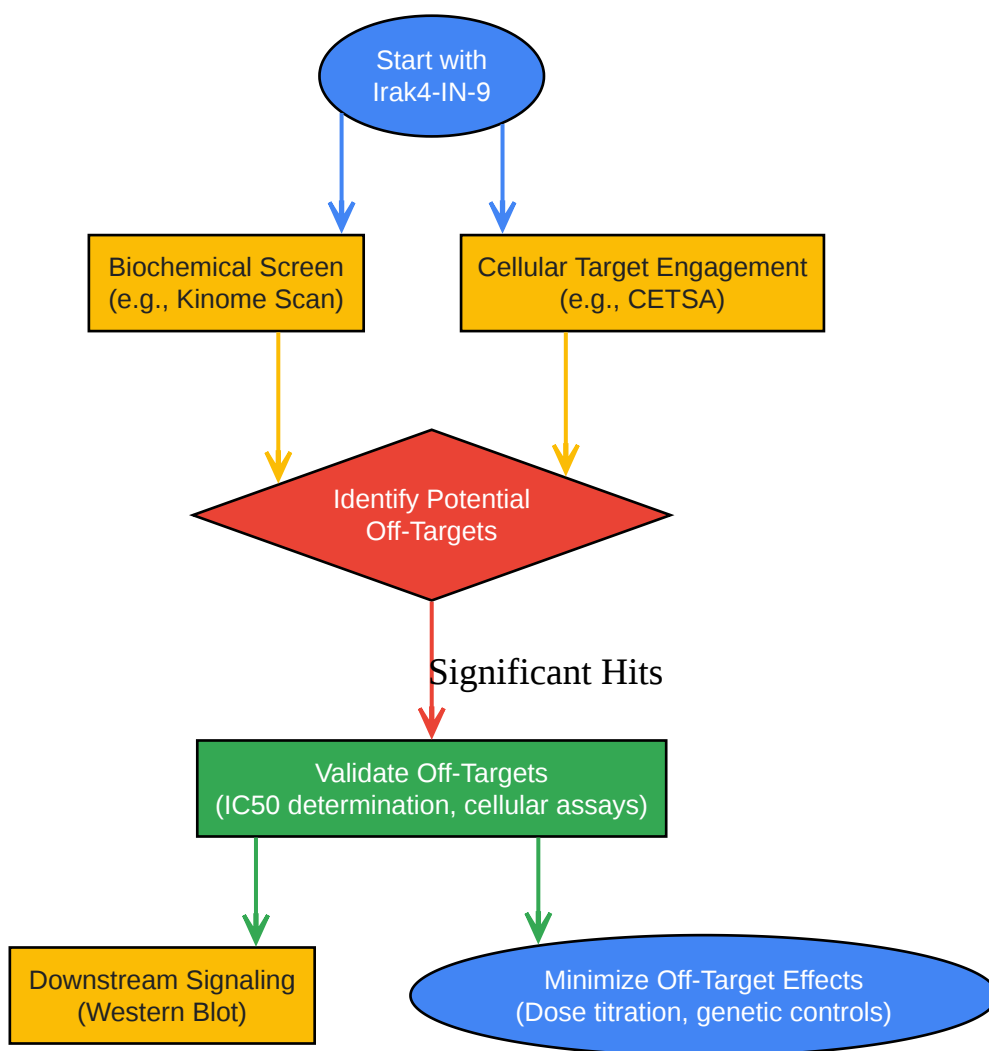 Start with
Irak4-IN-9
Biochemical Screen
(e.g., Kinome Scan)
Cellular Target Engagement
(e.g., CETSA)
Identify Potential
Off-Targets
Significant Hits
Validate Off-Targets
(IC50 determination, cellular assays)
Downstream Signaling
(Western Blot)
Minimize Off-Target Effects
(Dose titration, genetic controls)